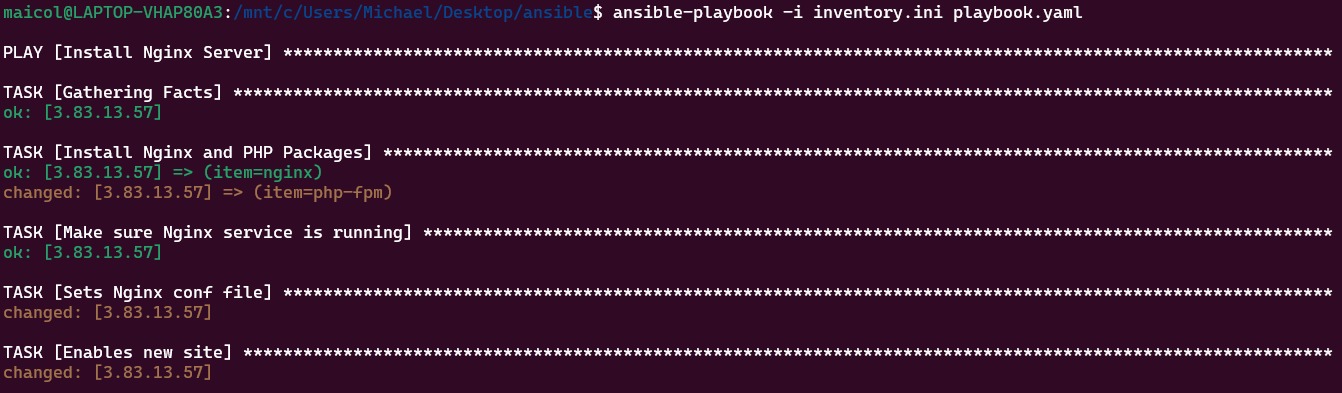 maicol@LAPTOP-VHAP80A3:/mnt/c/Users/Michael/Desktop/ansible$ ansible-playbook -i inventory.ini playbook.yaml
PLAY [Install Nginx Server] *********************************************************************************************************
TASK [Gathering Facts] **************************************************************************************************************
ok: [3.83.13.57]
TASK [Install Nginx and PHP Packages] ***********************************************************************************************
ok: [3.83.13.57] => (item=nginx)
changed: [3.83.13.57] => (item=php-fpm)
TASK [Make sure Nginx service is running] *******************************************************************************************
ok: [3.83.13.57]
TASK [Sets Nginx conf file] *********************************************************************************************************
changed: [3.83.13.57]
TASK [Enables new site] *************************************************************************************************************
changed: [3.83.13.57]